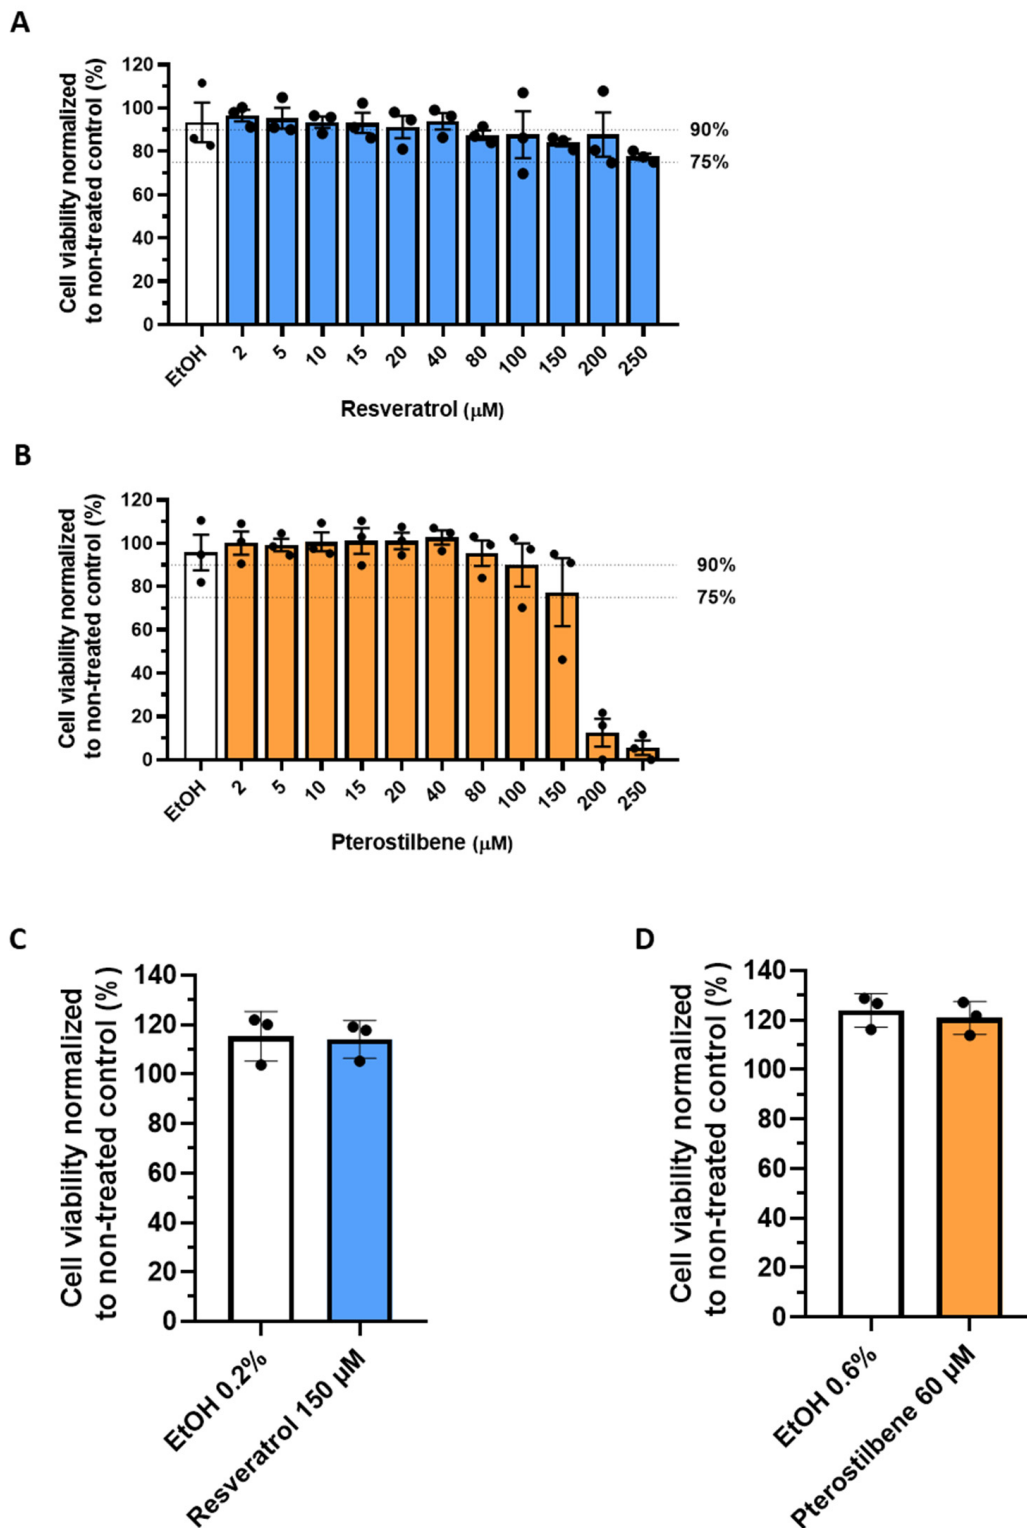 A
Cell viability normalized
to non-treated control (%)
120
100
80
60
40
20
0
90%
75%
EtOH
2
5
10
15
20
40
80
100
150
200
250
Resveratrol (μM)
B
Cell viability normalized
to non-treated control (%)
120
100
80
60
40
20
0
90%
75%
EtOH
2
5
10
15
20
40
80
100
150
200
250
Pterostilbene (μM)
C
Cell viability normalized
to non-treated control (%)
140
120
100
80
60
40
20
0
EtOH 0.2%
Resveratrol 150 μM
D
Cell viability normalized
to non-treated control (%)
140
120
100
80
60
40
20
0
EtOH 0.6%
Pterostilbene 60 μM